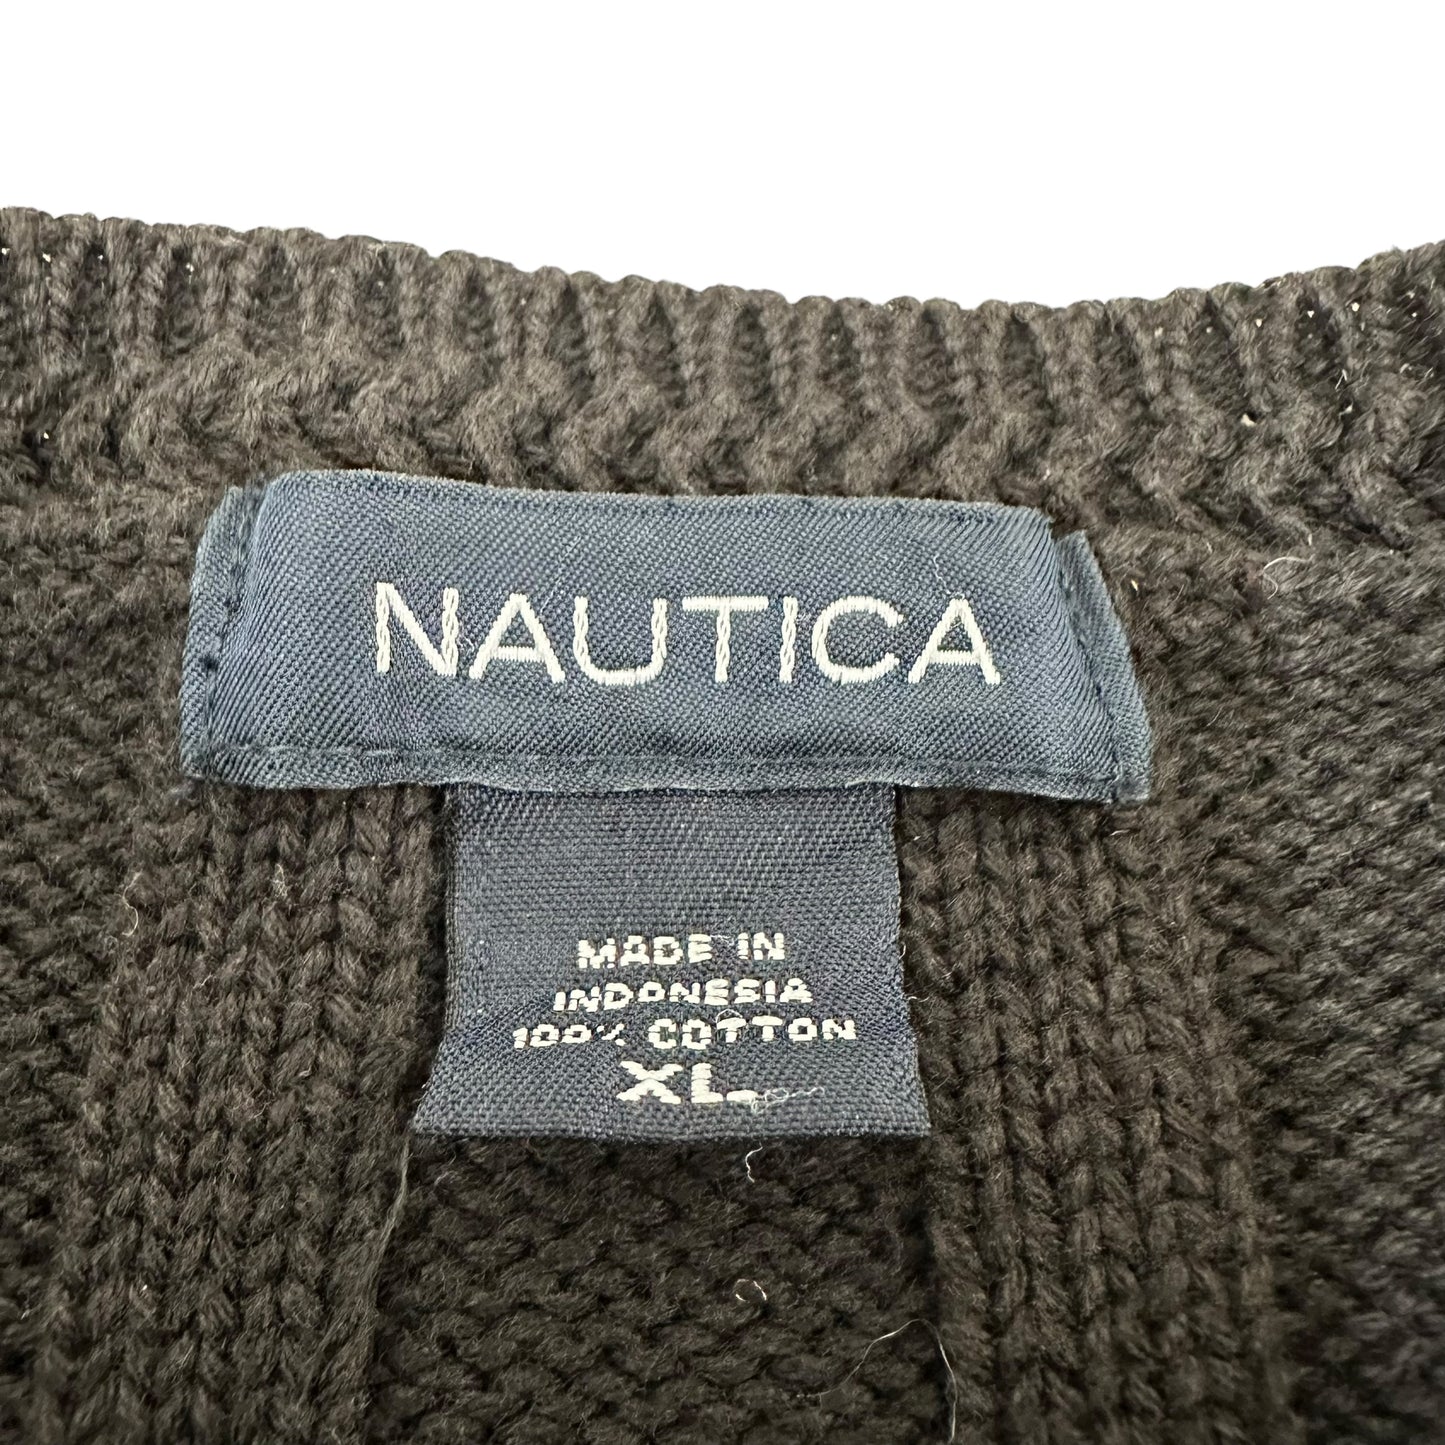 NAUTICA
MADE IN
INDONESIA
100% COTTON
XL